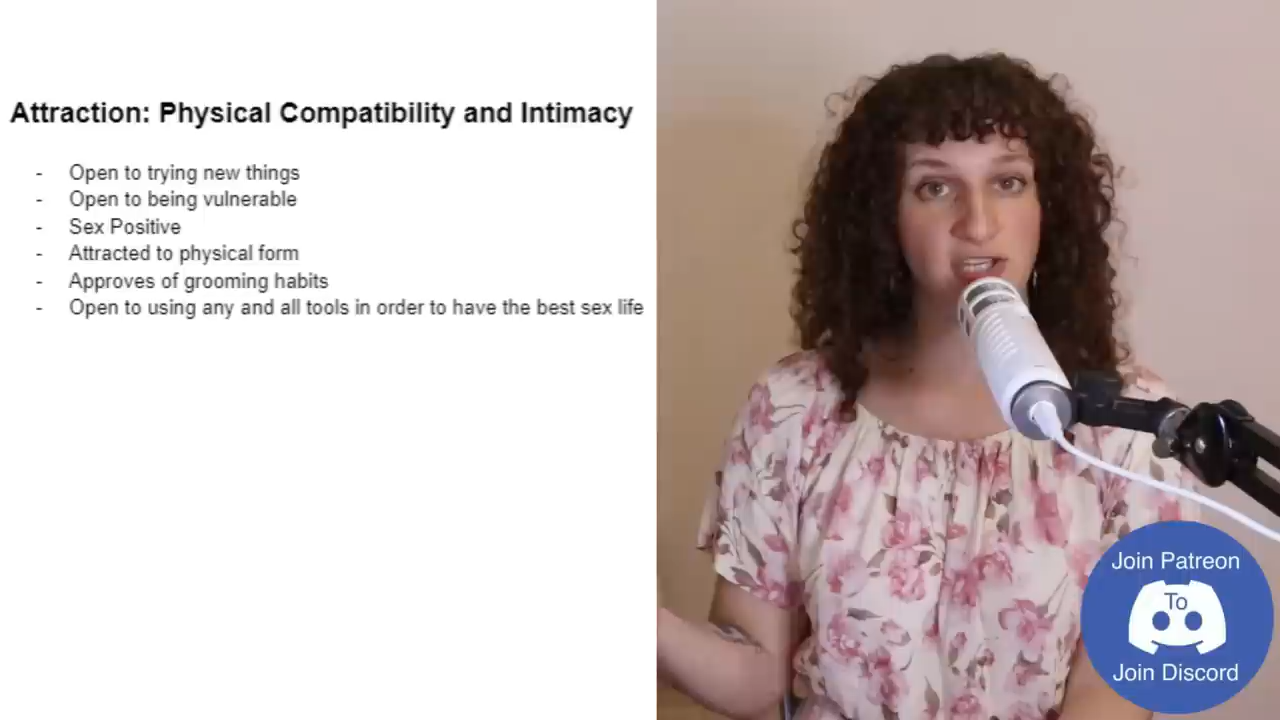 Attraction: Physical Compatibility and Intimacy
- Open to trying new things
- Open to being vulnerable
- Sex Positive
- Attracted to physical form
- Approves of grooming habits
- Open to using any and all tools in order to have the best sex life
Join Patreon
To
Join Discord